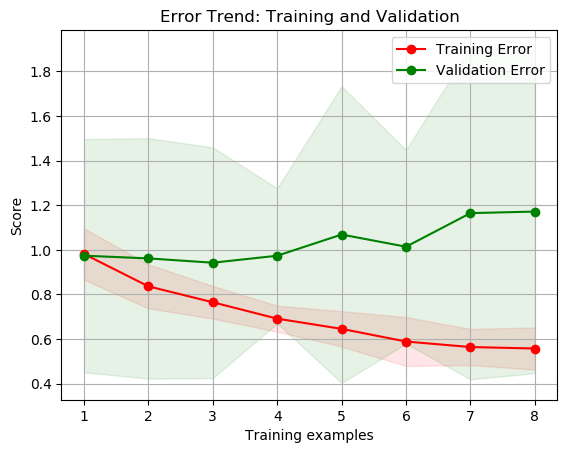 Error Trend: Training and Validation
Training Error
Validation Error
Score
1.8
1.6
1.4
1.2
1.0
0.8
0.6
0.4
1 2 3 4 5 6 7 8
Training examples